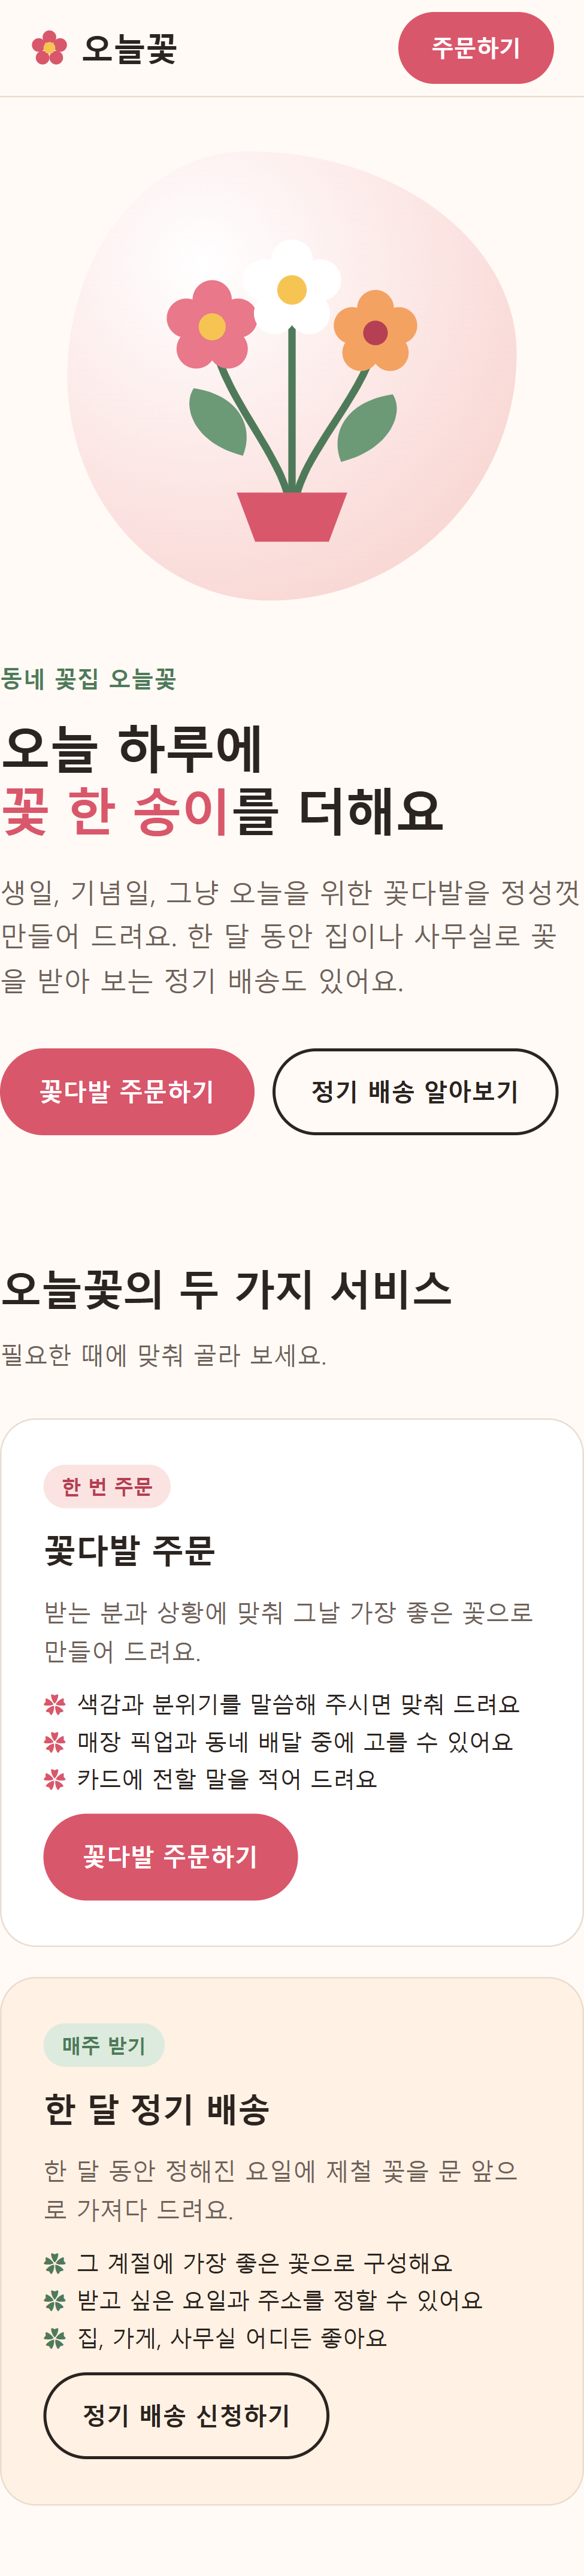 오늘꽃
주문하기
동네 꽃집 오늘꽃
오늘 하루에
꽃 한 송이를 더해요
생일, 기념일, 그냥 오늘을 위한 꽃다발을 정성껏
만들어 드려요. 한 달 동안 집이나 사무실로 꽃
을 받아 보는 정기 배송도 있어요.
꽃다발 주문하기
정기 배송 알아보기
오늘꽃의 두 가지 서비스
필요한 때에 맞춰 골라 보세요.
한 번 주문
꽃다발 주문
받는 분과 상황에 맞춰 그날 가장 좋은 꽃으로
만들어 드려요.
색감과 분위기를 말씀해 주시면 맞춰 드려요
매장 픽업과 동네 배달 중에 고를 수 있어요
카드에 전할 말을 적어 드려요
꽃다발 주문하기
매주 받기
한 달 정기 배송
한 달 동안 정해진 요일에 제철 꽃을 문 앞으
로 가져다 드려요.
그 계절에 가장 좋은 꽃으로 구성해요
받고 싶은 요일과 주소를 정할 수 있어요
집, 가게, 사무실 어디든 좋아요
정기 배송 신청하기